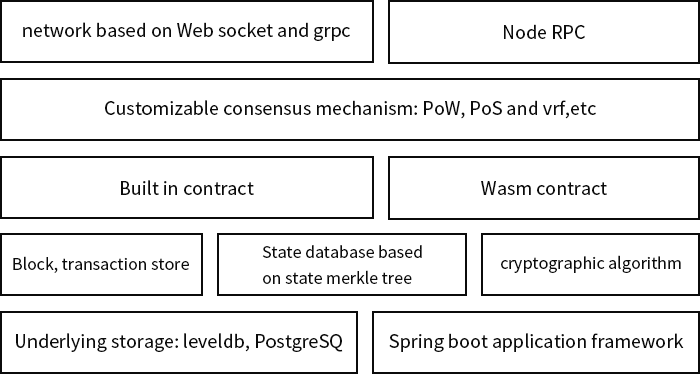 network based on Web socket and grpc
Node RPC
Customizable consensus mechanism: PoW, PoS and vrf,etc
Built in contract
Wasm contract
Block, transaction store
State database based
on state merkle tree
cryptographic algorithm
Underlying storage: leveldb, PostgreSQ
Spring boot application framework